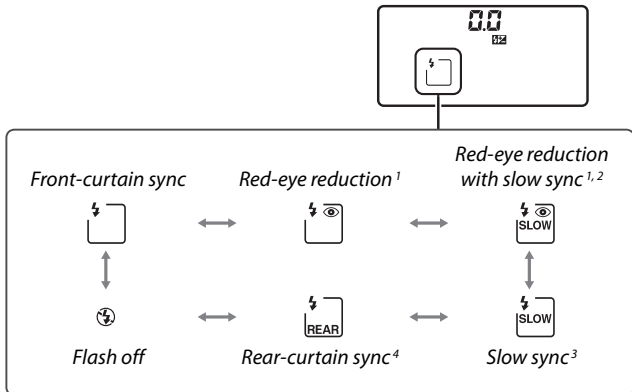 0.0
Red-eye reduction
Front-curtain sync Red-eye reduction 1 with slow sync 1, 2
SLOW
REAR SLOW
Flash off Rear-curtain sync 4 Slow sync 3